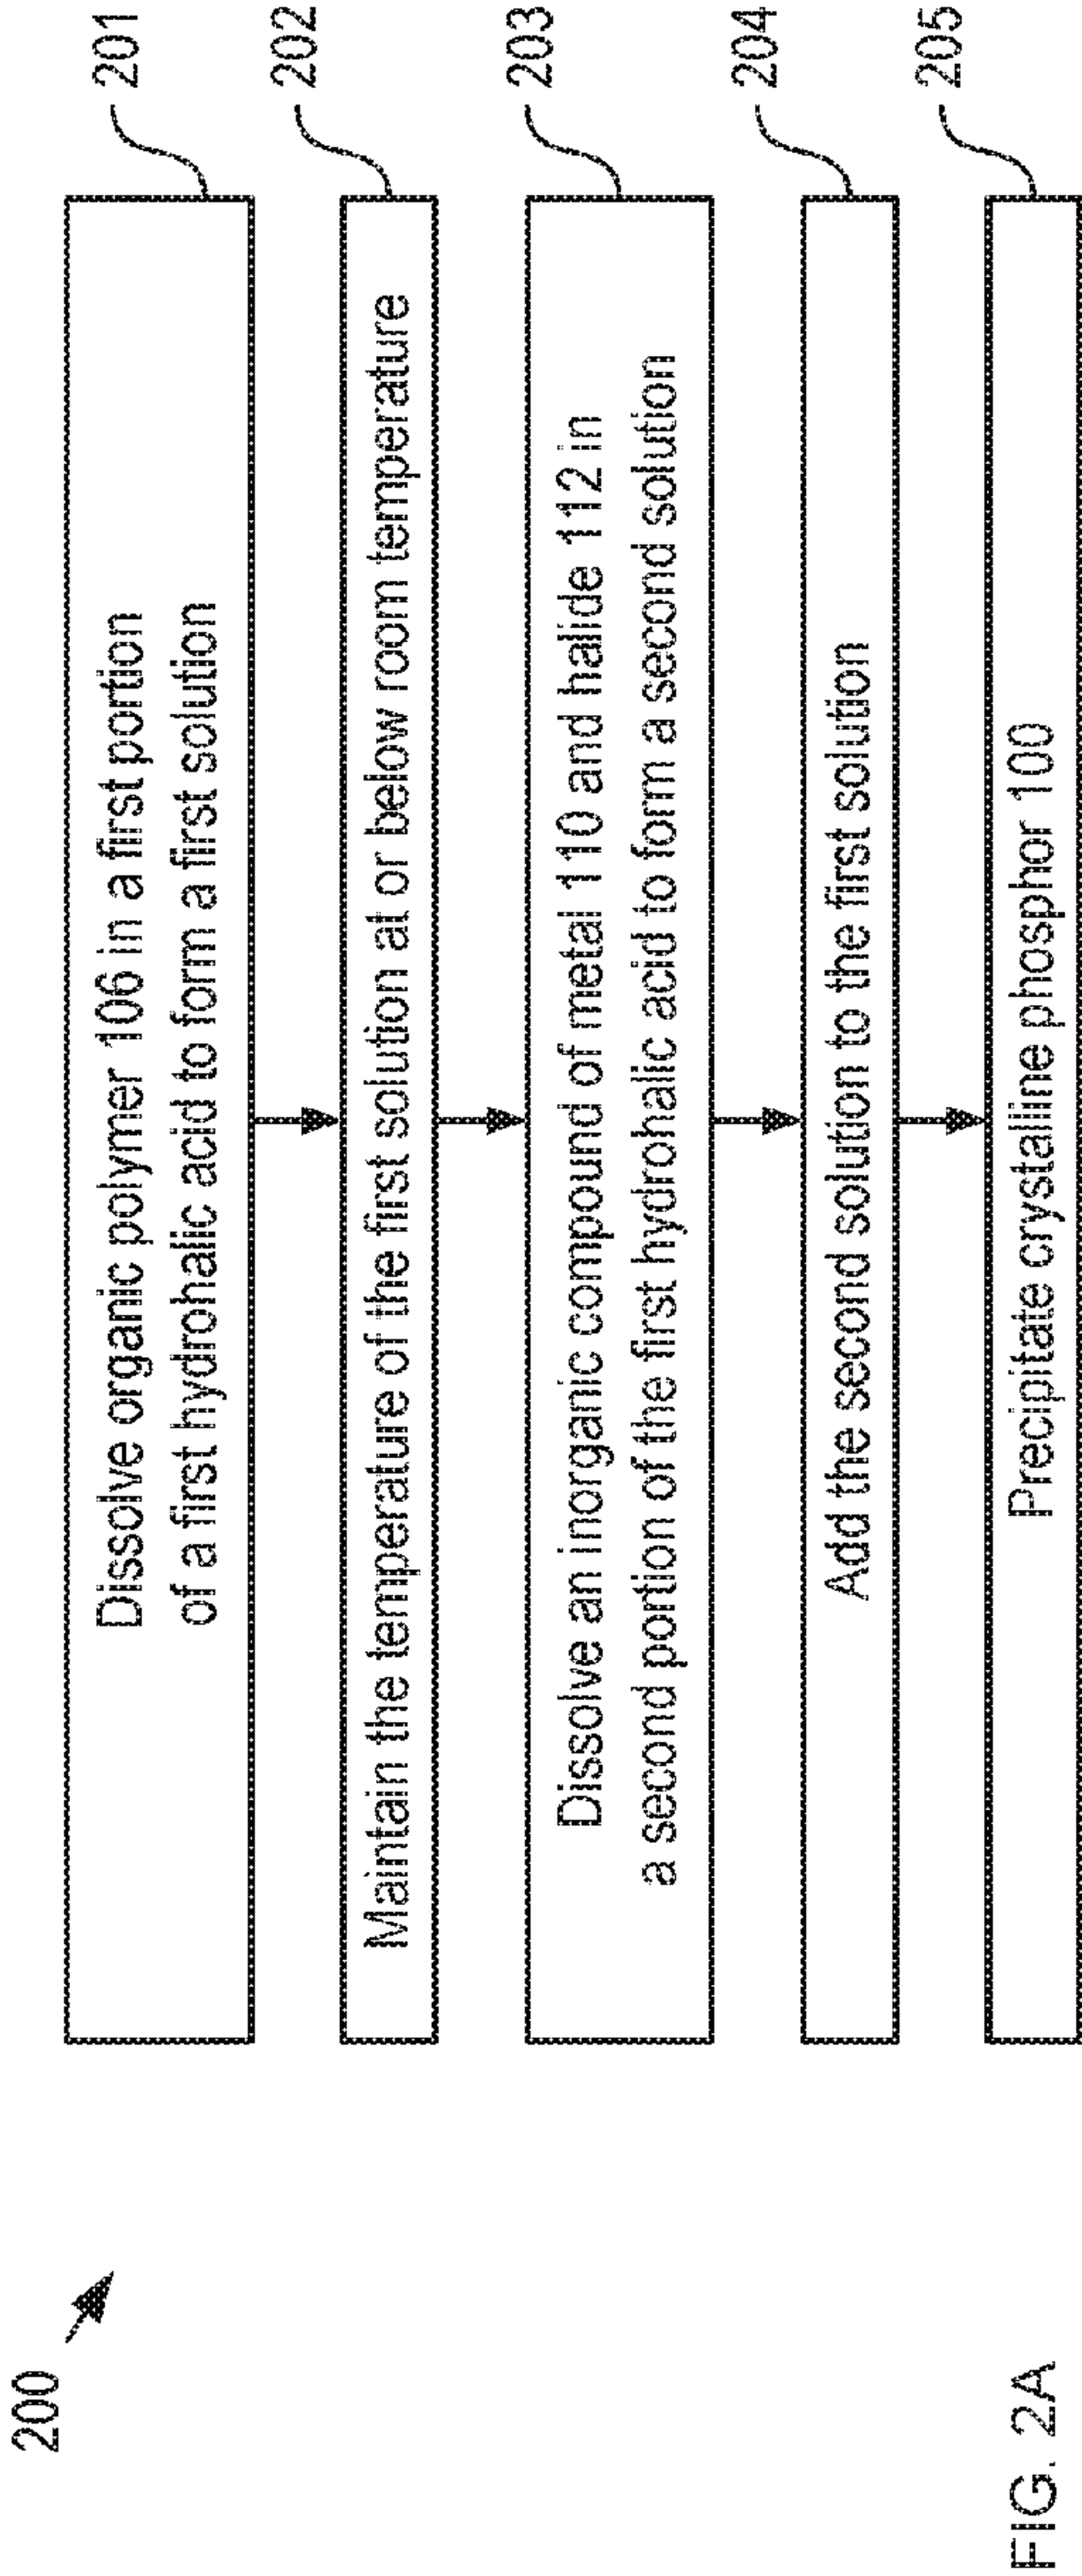 200
Dissolve organic polymer 106 in a first portion
of a first hydrohalic acid to form a first solution
201
Maintain the temperature of the first solution at or below room temperature
202
Dissolve an inorganic compound of metal 110 and halide 112 in
a second portion of the first hydrohalic acid to form a second solution
203
Add the second solution to the first solution
204
Precipitate crystalline phosphor 100
205
FIG. 2A